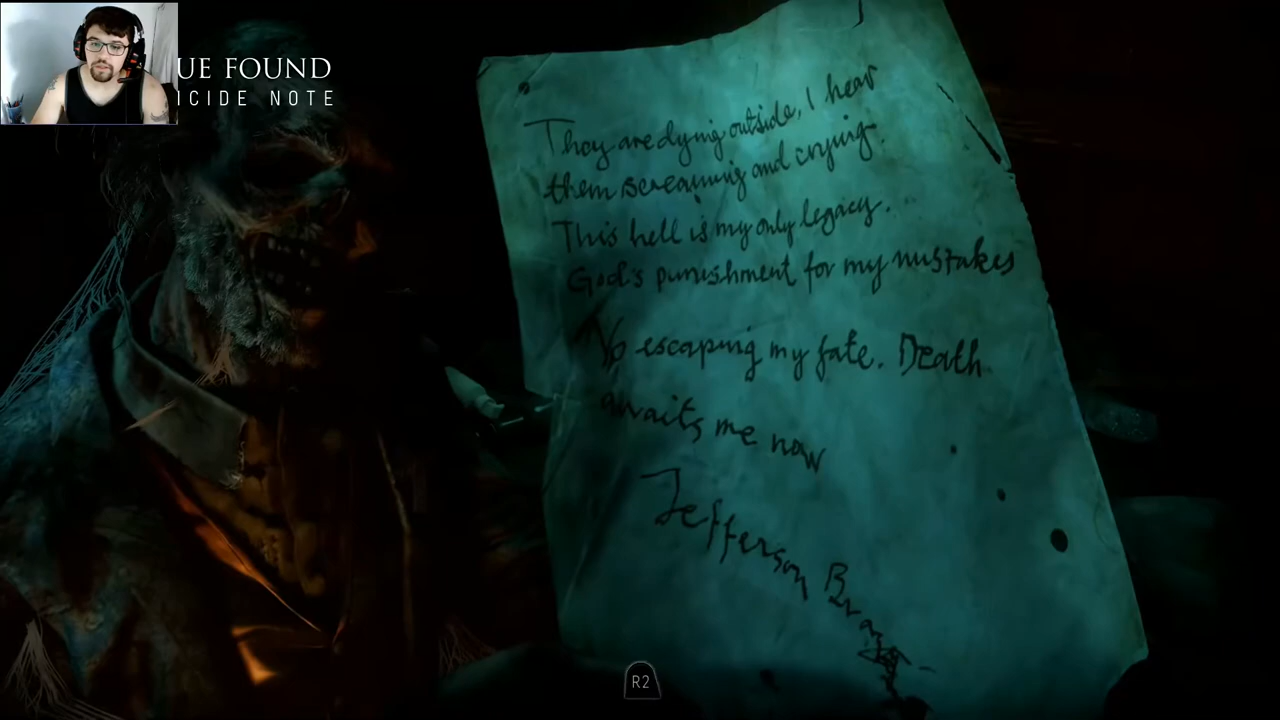 UE FOUND
ICIDE NOTE
They are dying outside, I hear
them screaming and crying.
This hell is my only legacy.
God's punishment for my mistakes
No escaping my fate. Death
awaits me now
Jefferson
R2